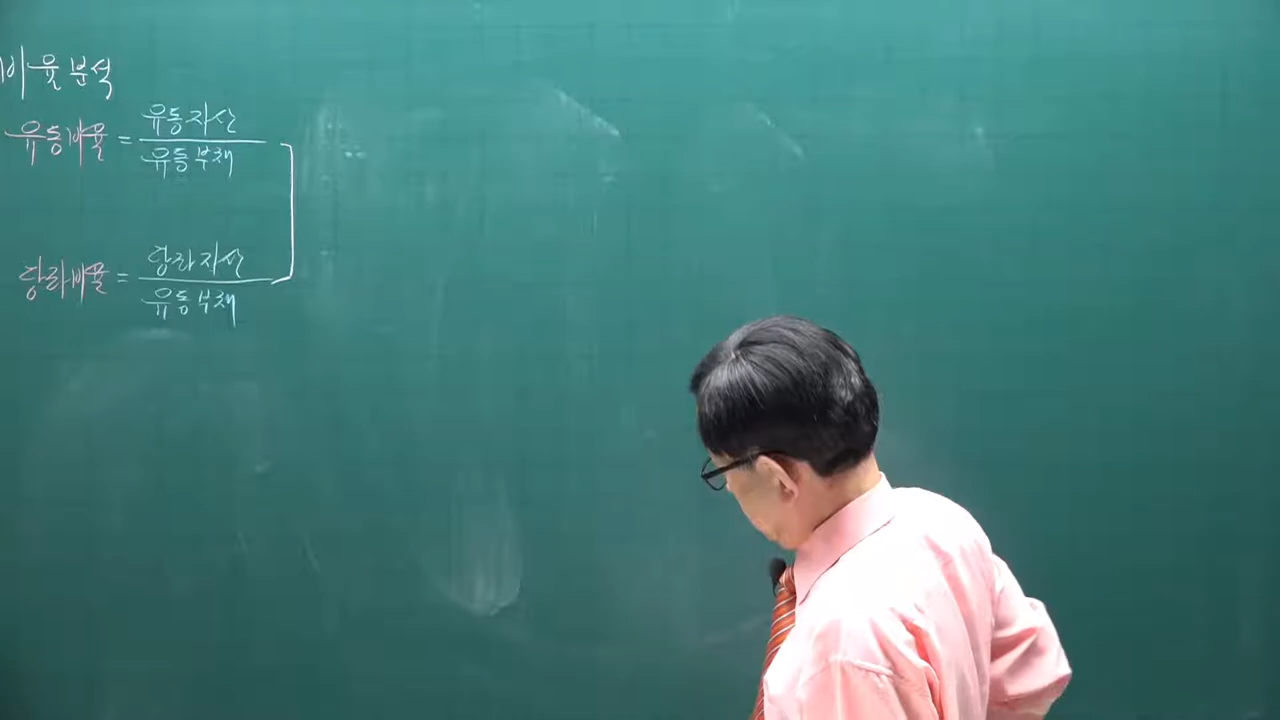 비율분석
유동비율 = 유동자산
유동부채
당좌비율 = 당좌자산
유동부채